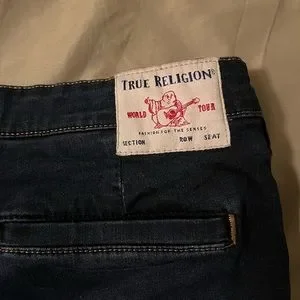 TRUE RELIGION®
WORLD TOUR
FASHION FOR THE SENSES
SECTION ROW SEAT